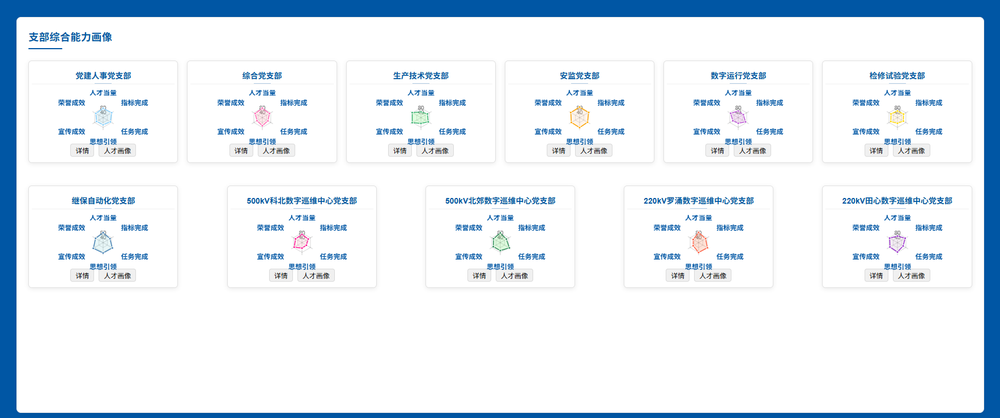 支部综合能力画像
党建人事党支部
人才当量
荣誉成效 指标完成
80
40
宣传成效 任务完成
思想引领
详情 人才画像
综合党支部
人才当量
荣誉成效 指标完成
80
40
宣传成效 任务完成
思想引领
详情 人才画像
生产技术党支部
人才当量
荣誉成效 指标完成
80
40
宣传成效 任务完成
思想引领
详情 人才画像
安监党支部
人才当量
荣誉成效 指标完成
80
40
宣传成效 任务完成
思想引领
详情 人才画像
数字运行党支部
人才当量
荣誉成效 指标完成
80
40
宣传成效 任务完成
思想引领
详情 人才画像
检修试验党支部
人才当量
荣誉成效 指标完成
80
40
宣传成效 任务完成
思想引领
详情 人才画像
继保自动化党支部
人才当量
荣誉成效 指标完成
80
40
宣传成效 任务完成
思想引领
详情 人才画像
500kV科北数字巡维中心党支部
人才当量
荣誉成效 指标完成
80
40
宣传成效 任务完成
思想引领
详情 人才画像
500kV北郊数字巡维中心党支部
人才当量
荣誉成效 指标完成
80
40
宣传成效 任务完成
思想引领
详情 人才画像
220kV罗涌数字巡维中心党支部
人才当量
荣誉成效 指标完成
80
40
宣传成效 任务完成
思想引领
详情 人才画像
220kV田心数字巡维中心党支部
人才当量
荣誉成效 指标完成
80
40
宣传成效 任务完成
思想引领
详情 人才画像